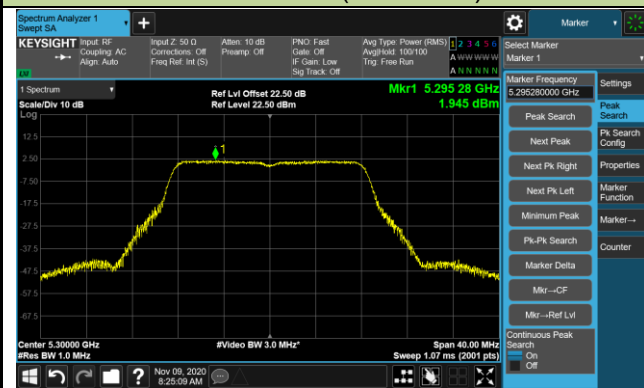 Spectrum Analyzer 1
Swept SA
Marker
KEYSIGHT
Input: RF
Coupling: AC
Align: Auto
Input Z: 50 Ω
Corrections: Off
Freq Ref: Int (S)
Atten: 10 dB
Preamp: Off
PNO: Fast
Gate: Off
IF Gain: Low
Sig Track: Off
Avg Type: Power (RMS)
Avg|Hold: 100/100
Trig: Free Run
1 2 3 4 5 6
A W W W W W
A N N N N N
Select Marker
Marker 1
LXI
1 Spectrum
Scale/Div 10 dB
Log
Ref Lvl Offset 22.50 dB
Ref Level 22.50 dBm
Mkr1 5.295 28 GHz
1.945 dBm
12.5
2.50
-7.50
-17.5
-27.5
-37.5
-47.5
-57.5
-67.5
1
Center 5.30000 GHz
#Res BW 1.0 MHz
#Video BW 3.0 MHz*
Span 40.00 MHz
Sweep 1.07 ms (2001 pts)
Marker Frequency
5.295280000 GHz
Peak Search
Next Peak
Next Pk Right
Next Pk Left
Minimum Peak
Pk-Pk Search
Marker Delta
Mkr→CF
Mkr→Ref Lvl
Continuous Peak
Search
On
Off
Settings
Peak
Search
Pk Search
Config
Properties
Marker
Function
Marker→
Counter
Nov 09, 2020
8:25:09 AM